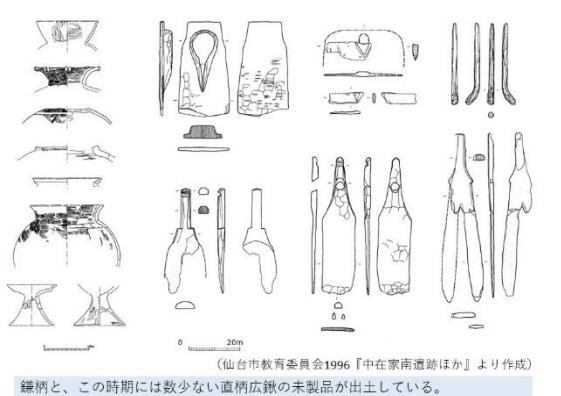 0 20m
（仙台市教育委員会1996『中在家南遺跡ほか』より作成）
鎌柄と、この時期には数少ない直柄広鍬の未製品が出土している。